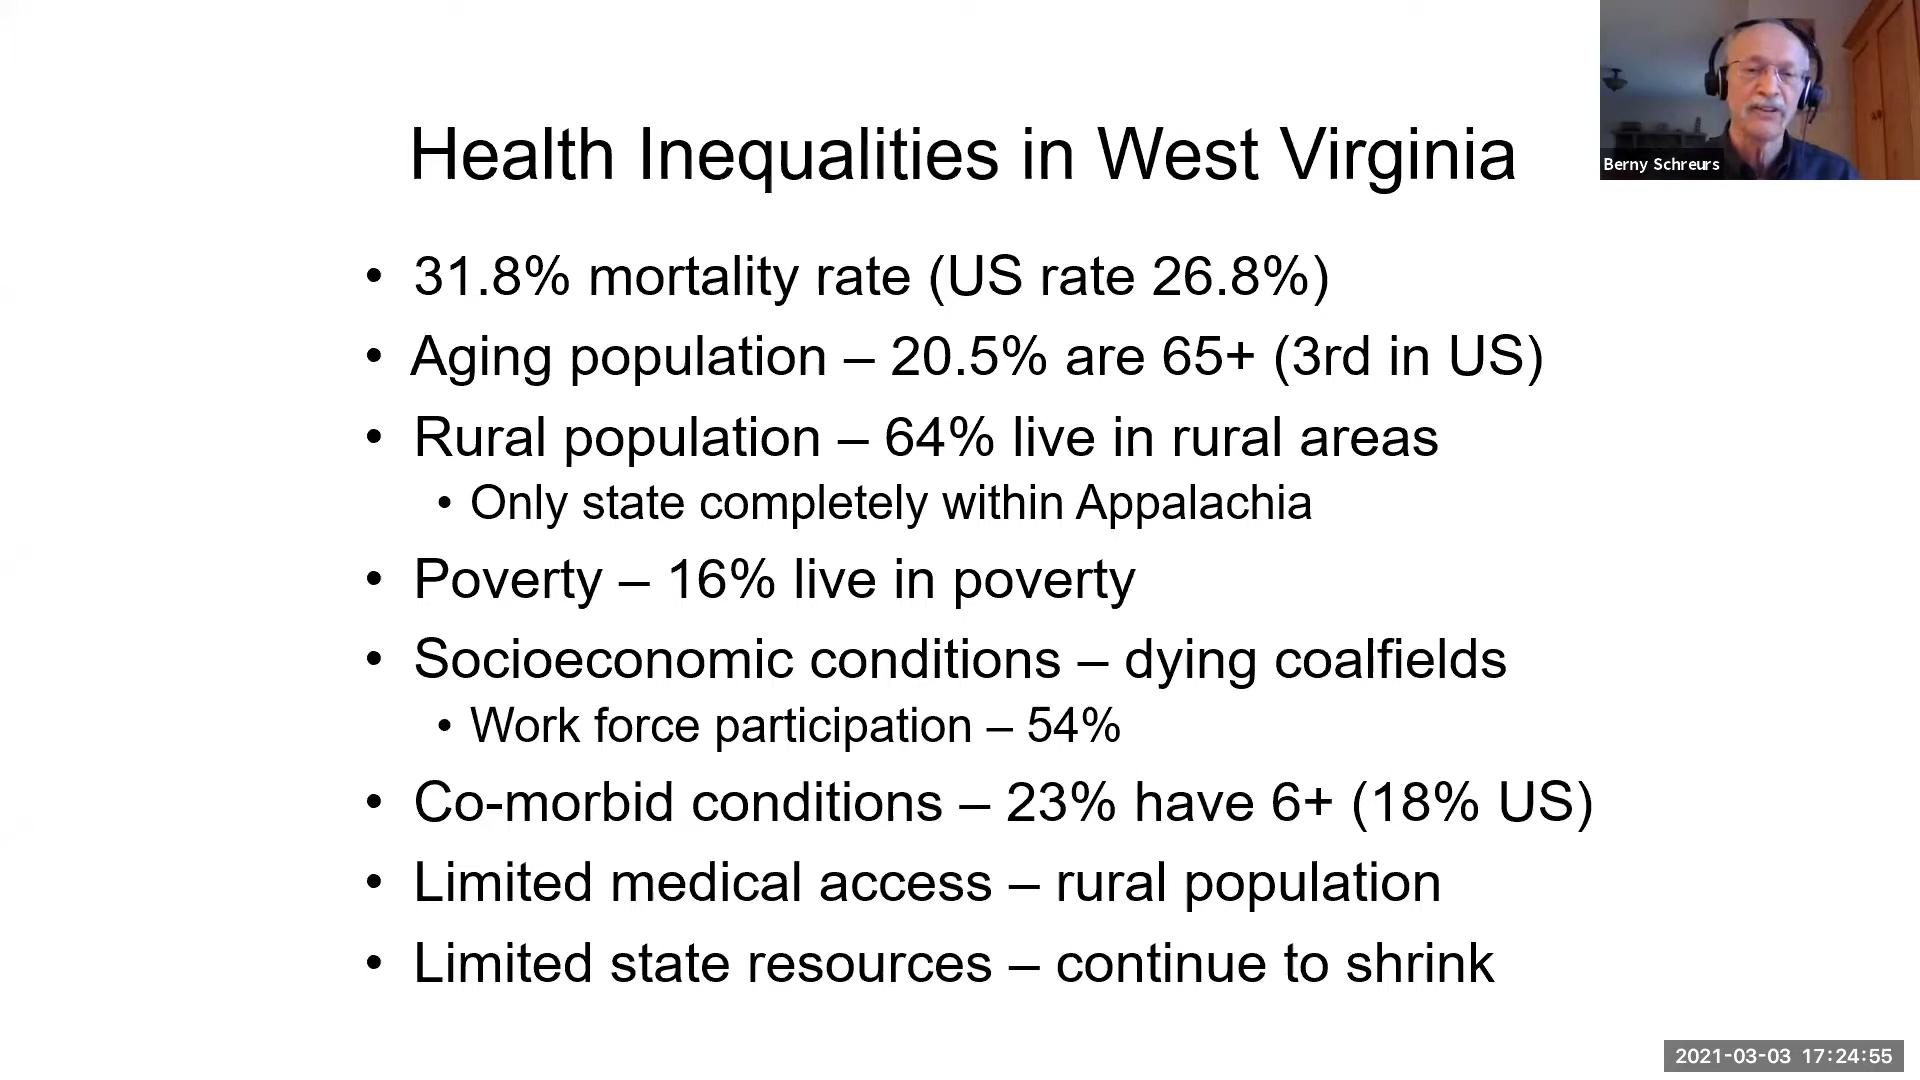 Health Inequalities in West Virginia
Berny Schreurs
• 31.8% mortality rate (US rate 26.8%)
• Aging population – 20.5% are 65+ (3rd in US)
• Rural population – 64% live in rural areas
• Only state completely within Appalachia
• Poverty – 16% live in poverty
• Socioeconomic conditions – dying coalfields
• Work force participation – 54%
• Co-morbid conditions – 23% have 6+ (18% US)
• Limited medical access – rural population
• Limited state resources – continue to shrink
2021-03-03 17:24:55